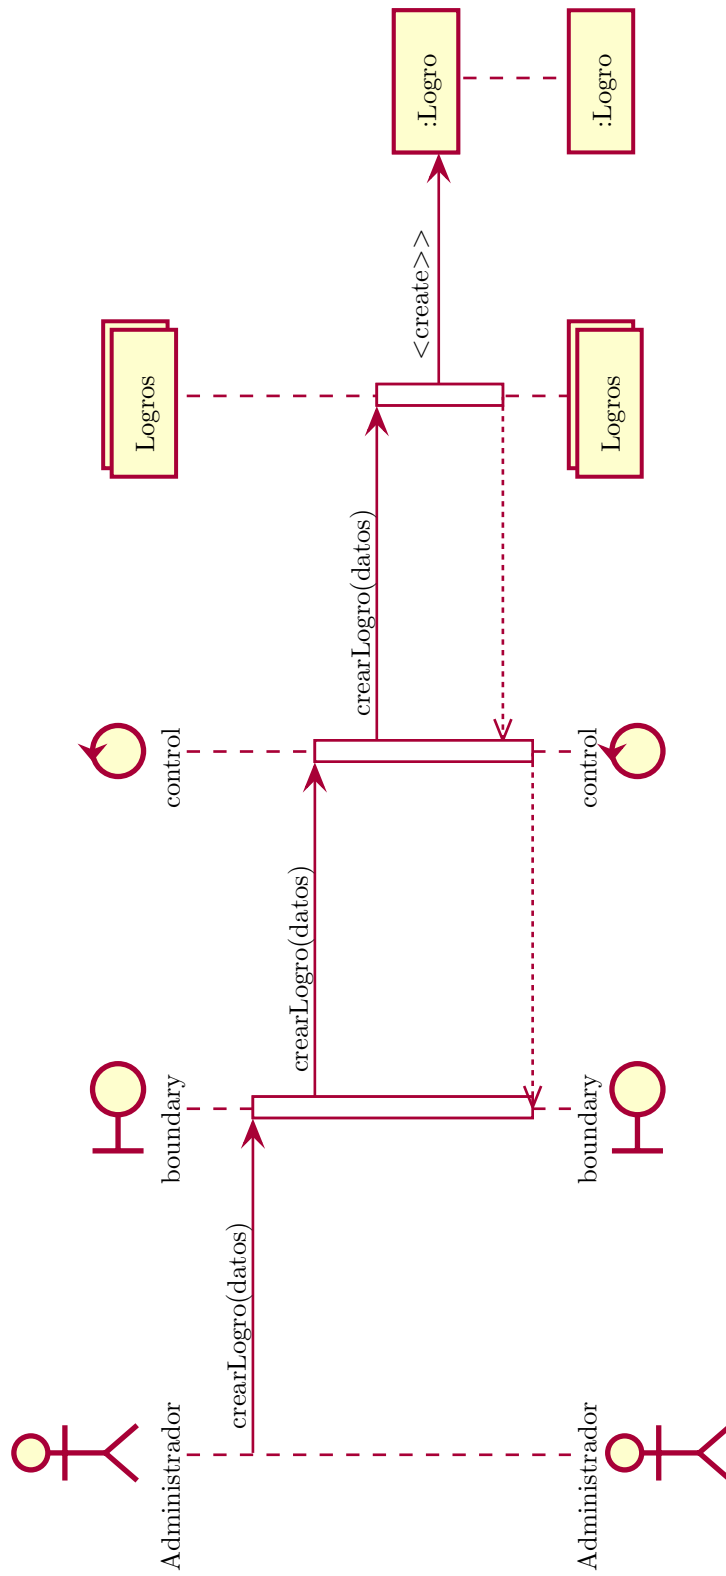 Administrador
boundary
control
Logros
:Logro
crearLogro(datos)
crearLogro(datos)
crearLogro(datos)
<create>>
Administrador
boundary
control
Logros
:Logro